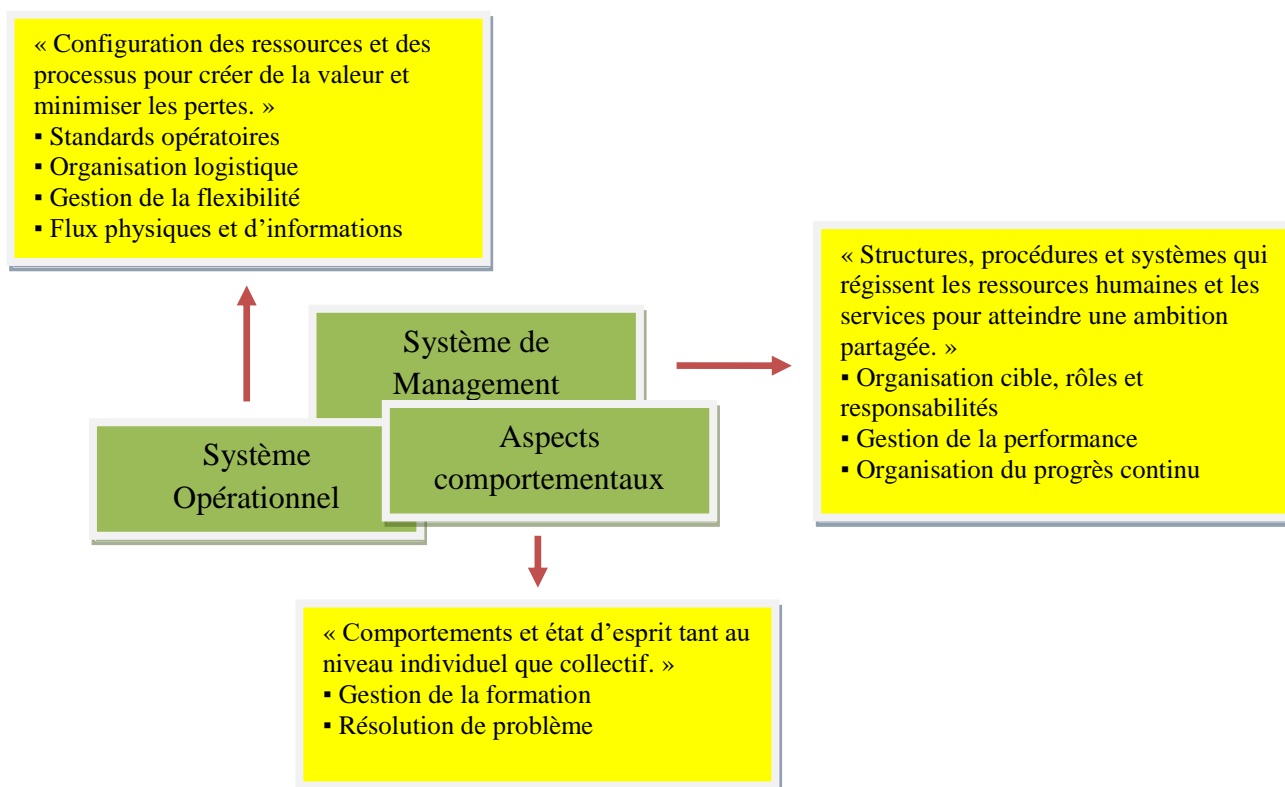 « Configuration des ressources et des
processus pour créer de la valeur et
minimiser les pertes. »
▪ Standards opératoires
▪ Organisation logistique
▪ Gestion de la flexibilité
▪ Flux physiques et d’informations
« Structures, procédures et systèmes qui
régissent les ressources humaines et les
services pour atteindre une ambition
partagée. »
▪ Organisation cible, rôles et
responsabilités
▪ Gestion de la performance
▪ Organisation du progrès continu
Système de
Management
Aspects
comportementaux
Système
Opérationnel
« Comportements et état d’esprit tant au
niveau individuel que collectif. »
▪ Gestion de la formation
▪ Résolution de problème